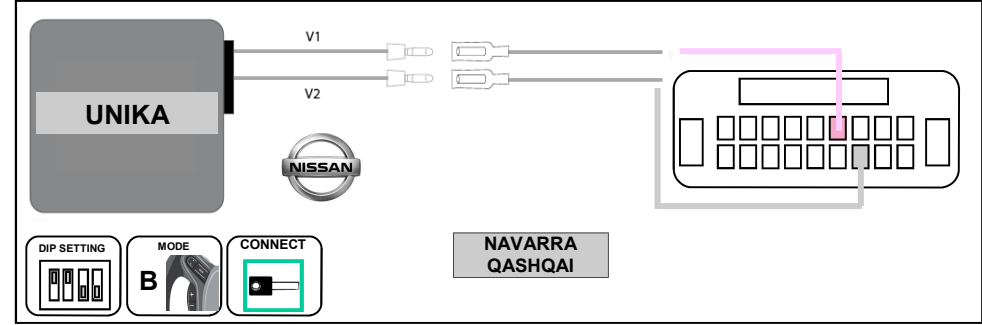 V1
UNIKA
V2
NISSAN
DIP SETTING
MODE
B
CONNECT
NAVARRA
QASHQAI